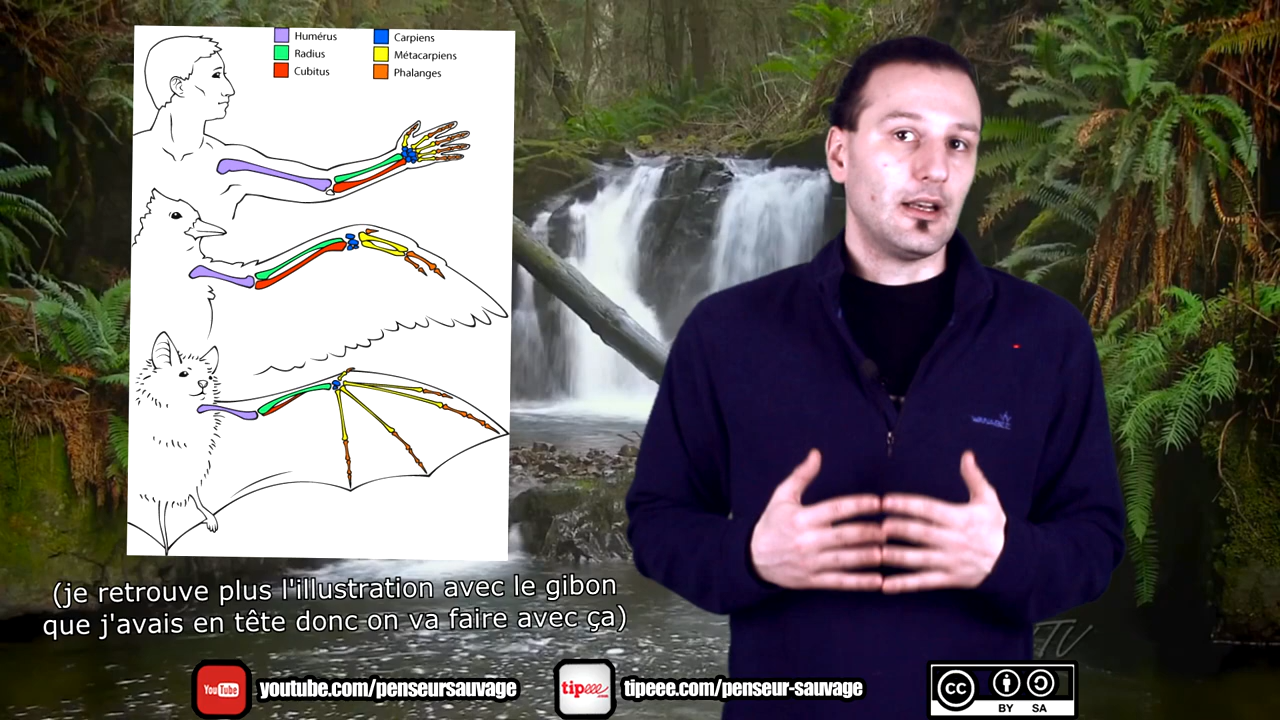 Humérus
Radius
Cubitus
Carpiens
Métacarpiens
Phalanges
(je retrouve plus l'illustration avec le gibon
que j'avais en tête donc on va faire avec ça)
YouTube
youtube.com/penseursauvage
tipeee
tipeee.com/penseur-sauvage
cc
BY SA